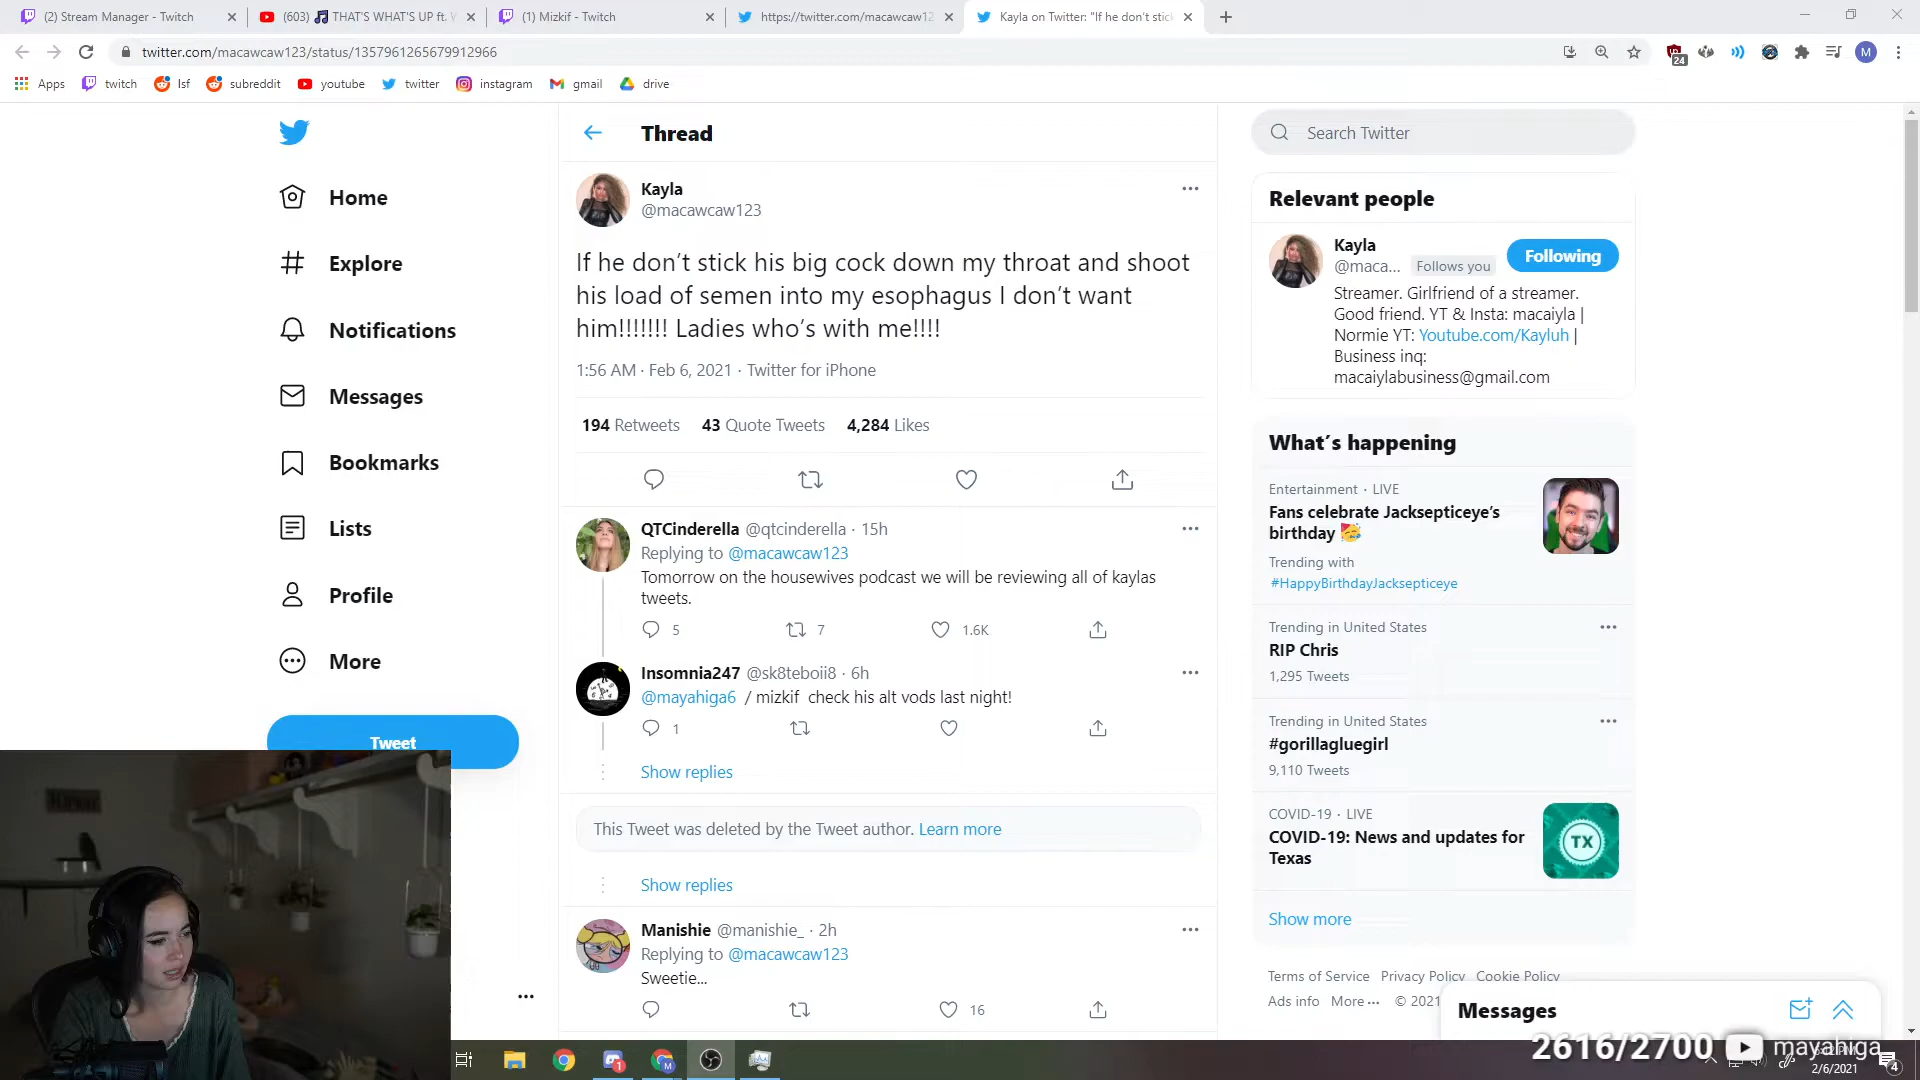 (2) Stream Manager - Twitch
(603) 🎵 THAT'S WHAT'S UP ft.
(1) Mizkif - Twitch
https://twitter.com/macawcaw12
Kayla on Twitter: "If he don't stick
twitter.com/macawcaw123/status/1357961265679912966
24
M
Apps twitch lsf subreddit youtube twitter instagram gmail drive
Home
Explore
Notifications
Messages
Bookmarks
Lists
Profile
More
Tweet
Thread
Kayla
@macawcaw123
If he don't stick his big cock down my throat and shoot
his load of semen into my esophagus I don't want
him!!!!!!! Ladies who's with me!!!!
1:56 AM · Feb 6, 2021 · Twitter for iPhone
194 Retweets 43 Quote Tweets 4,284 Likes
QTCinderella @qtcinderella · 15h
Replying to @macawcaw123
Tomorrow on the housewives podcast we will be reviewing all of kaylas
tweets.
5 7 1.6K
Insomnia247 @sk8teboii8 · 6h
@mayahiga6 / mizkif check his alt vods last night!
1
Show replies
This Tweet was deleted by the Tweet author. Learn more
Show replies
Manishie @manishie_ · 2h
Replying to @macawcaw123
Sweetie...
16
Search Twitter
Relevant people
Kayla
@maca... Follows you
Following
Streamer. Girlfriend of a streamer.
Good friend. YT & Insta: macaiyla |
Normie YT: Youtube.com/Kayluh |
Business inq:
macaiylabusiness@gmail.com
What's happening
Entertainment · LIVE
Fans celebrate Jacksepticeye's
birthday 🥳
Trending with
#HappyBirthdayJacksepticeye
Trending in United States
RIP Chris
1,295 Tweets
Trending in United States
#gorillagluegirl
9,110 Tweets
COVID-19 · LIVE
COVID-19: News and updates for
Texas
TX
Show more
Terms of Service Privacy Policy Cookie Policy
Ads info More ··· © 2021
Messages
2616/2700 mayahiga
2/6/2021
4